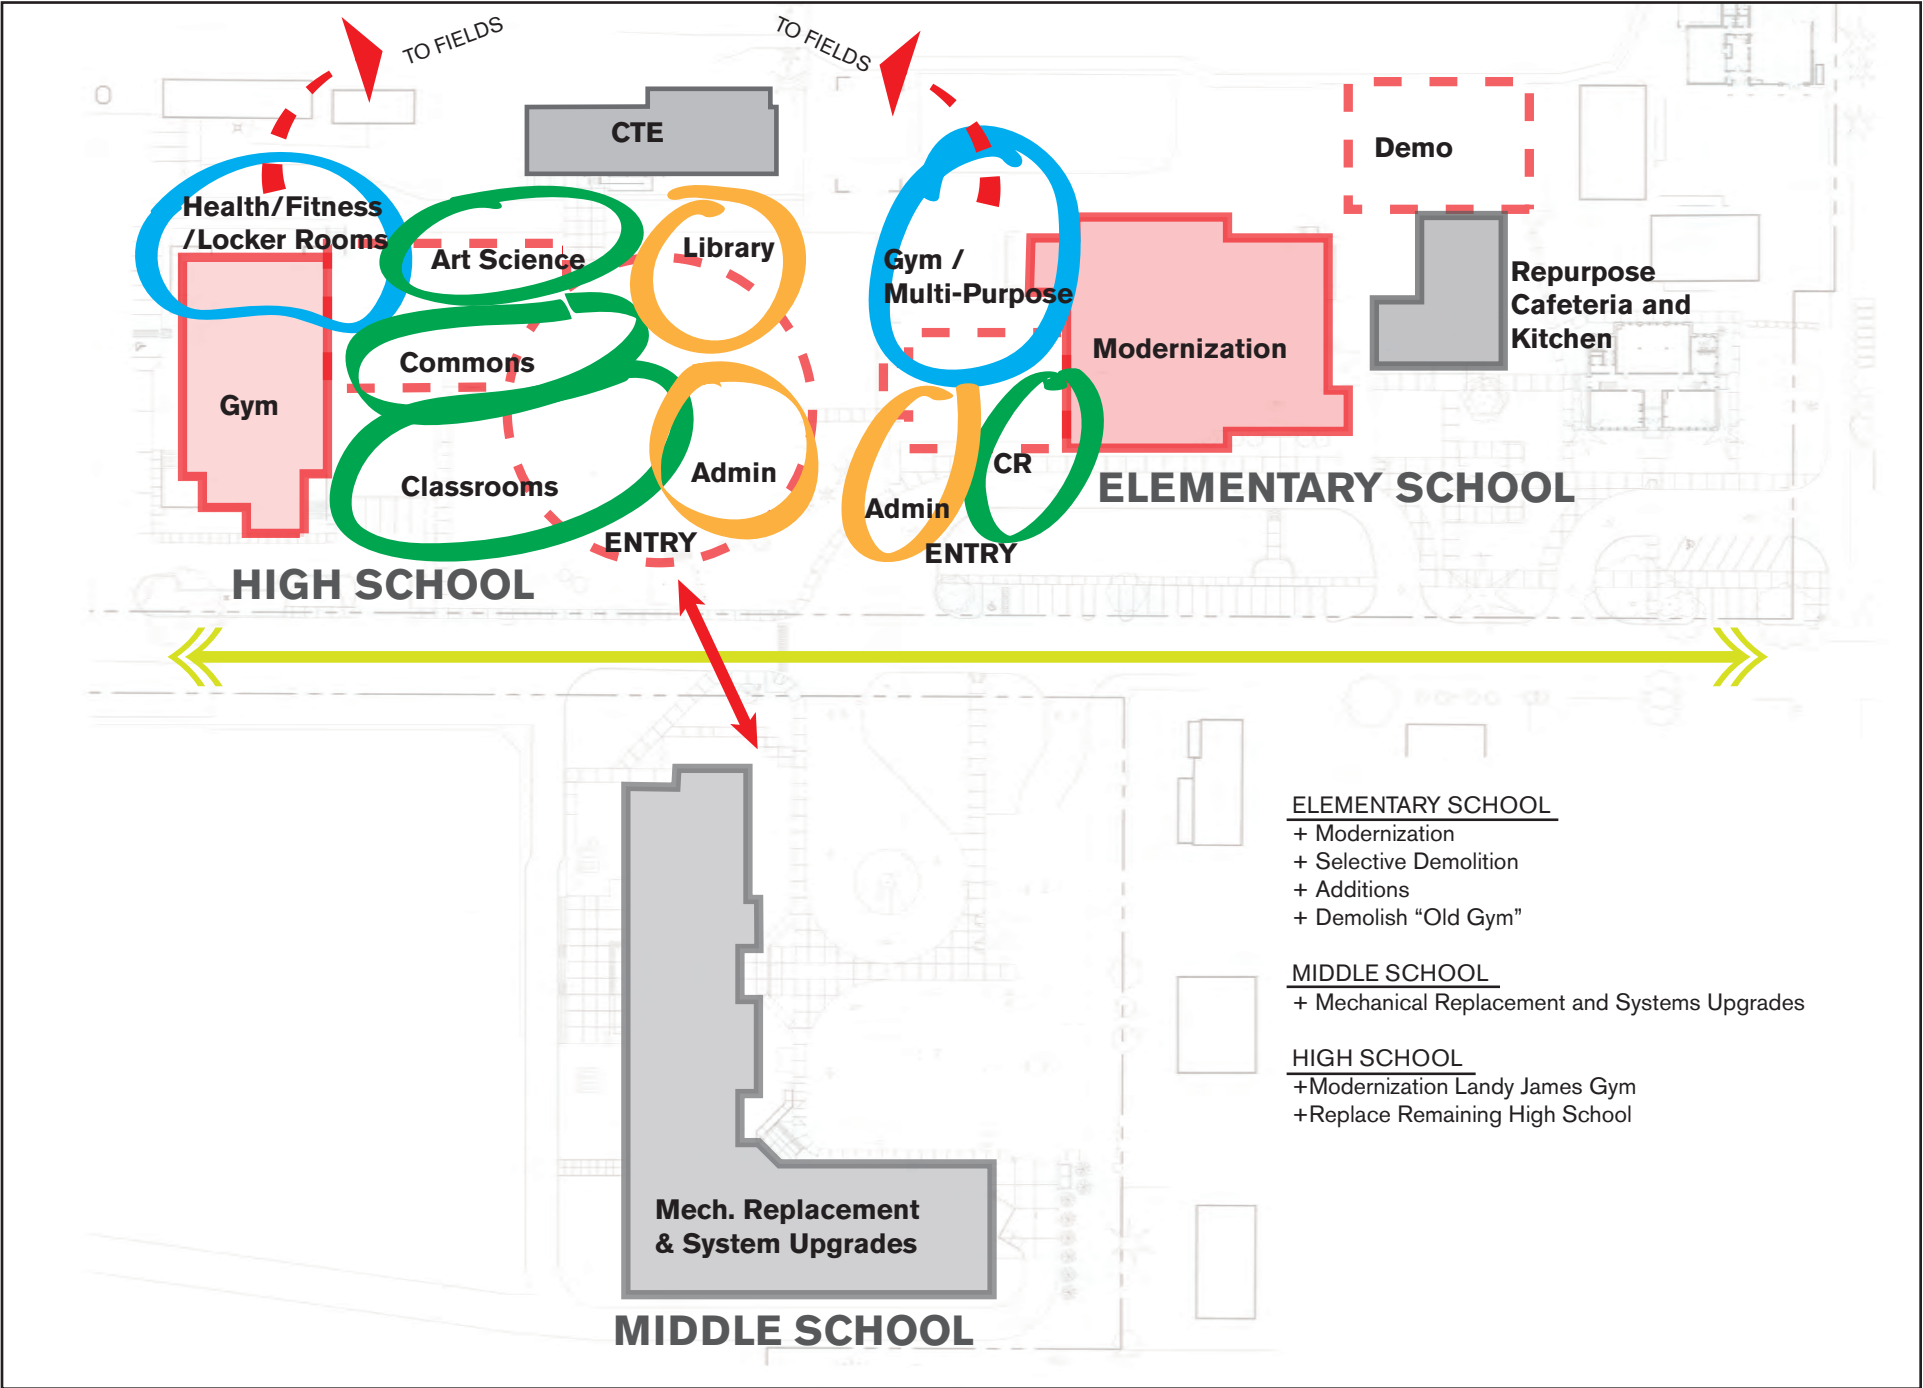 TO FIELDS
TO FIELDS
CTE
Demo
Health/Fitness
/Locker Rooms
Art Science
Library
Gym /
Multi-Purpose
Repurpose
Cafeteria and
Kitchen
Commons
Modernization
Gym
Classrooms
Admin
CR
Admin
ENTRY
ENTRY
ELEMENTARY SCHOOL
HIGH SCHOOL
ELEMENTARY SCHOOL
+ Modernization
+ Selective Demolition
+ Additions
+ Demolish “Old Gym”
MIDDLE SCHOOL
+ Mechanical Replacement and Systems Upgrades
HIGH SCHOOL
+Modernization Landy James Gym
+Replace Remaining High School
Mech. Replacement
& System Upgrades
MIDDLE SCHOOL